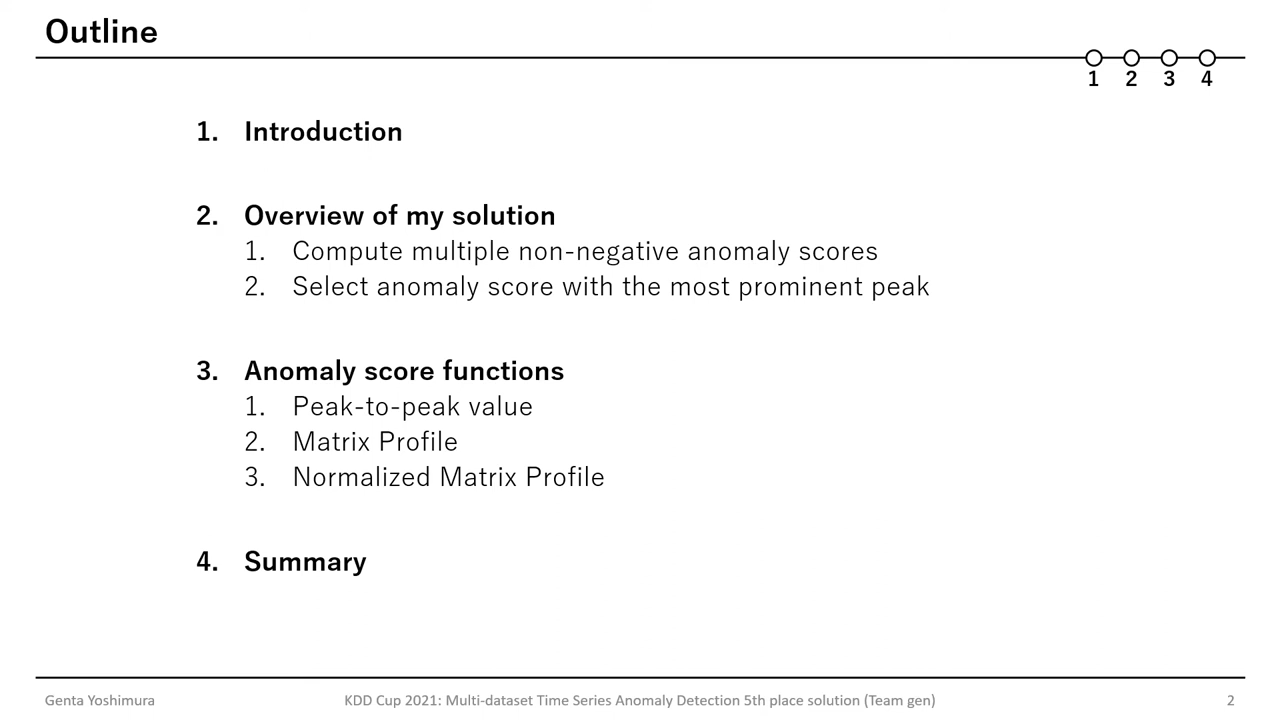 Outline
1 2 3 4
1. Introduction
2. Overview of my solution
1. Compute multiple non-negative anomaly scores
2. Select anomaly score with the most prominent peak
3. Anomaly score functions
1. Peak-to-peak value
2. Matrix Profile
3. Normalized Matrix Profile
4. Summary
Genta Yoshimura KDD Cup 2021: Multi-dataset Time Series Anomaly Detection 5th place solution (Team gen) 2